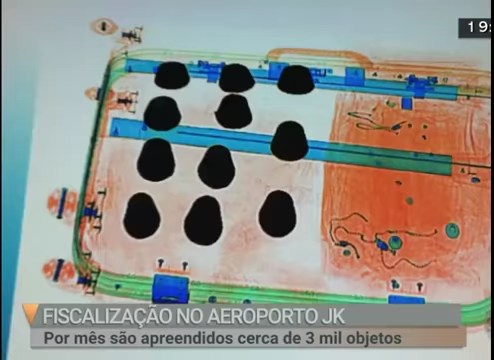 19:
FISCALIZAÇÃO NO AEROPORTO JK
Por mês são apreendidos cerca de 3 mil objetos